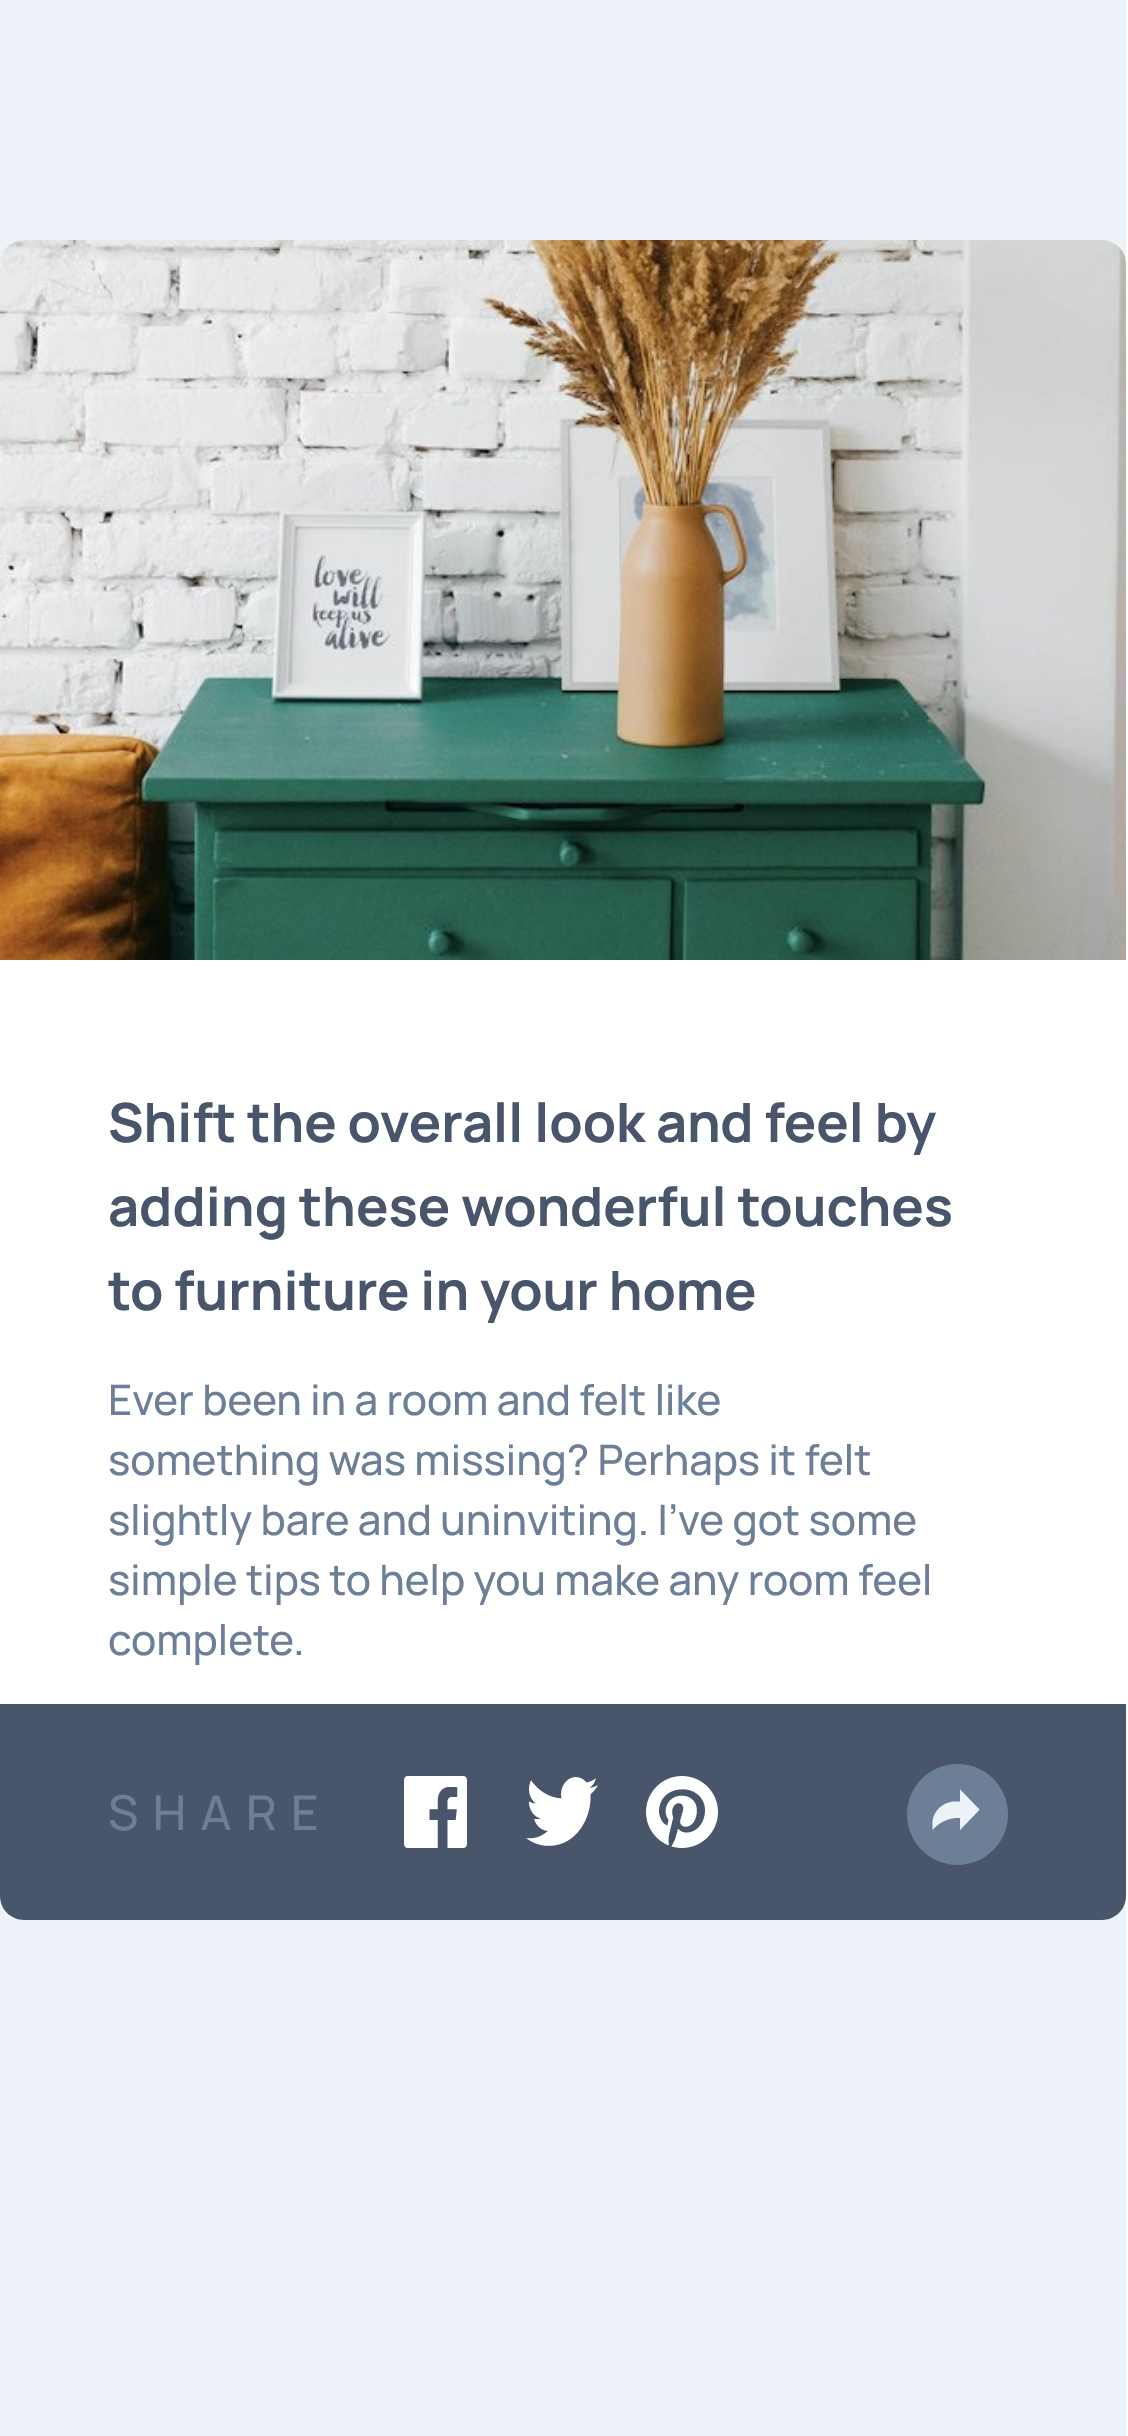 love
will
keep us
alive
Shift the overall look and feel by
adding these wonderful touches
to furniture in your home
Ever been in a room and felt like
something was missing? Perhaps it felt
slightly bare and uninviting. I’ve got some
simple tips to help you make any room feel
complete.
SHARE